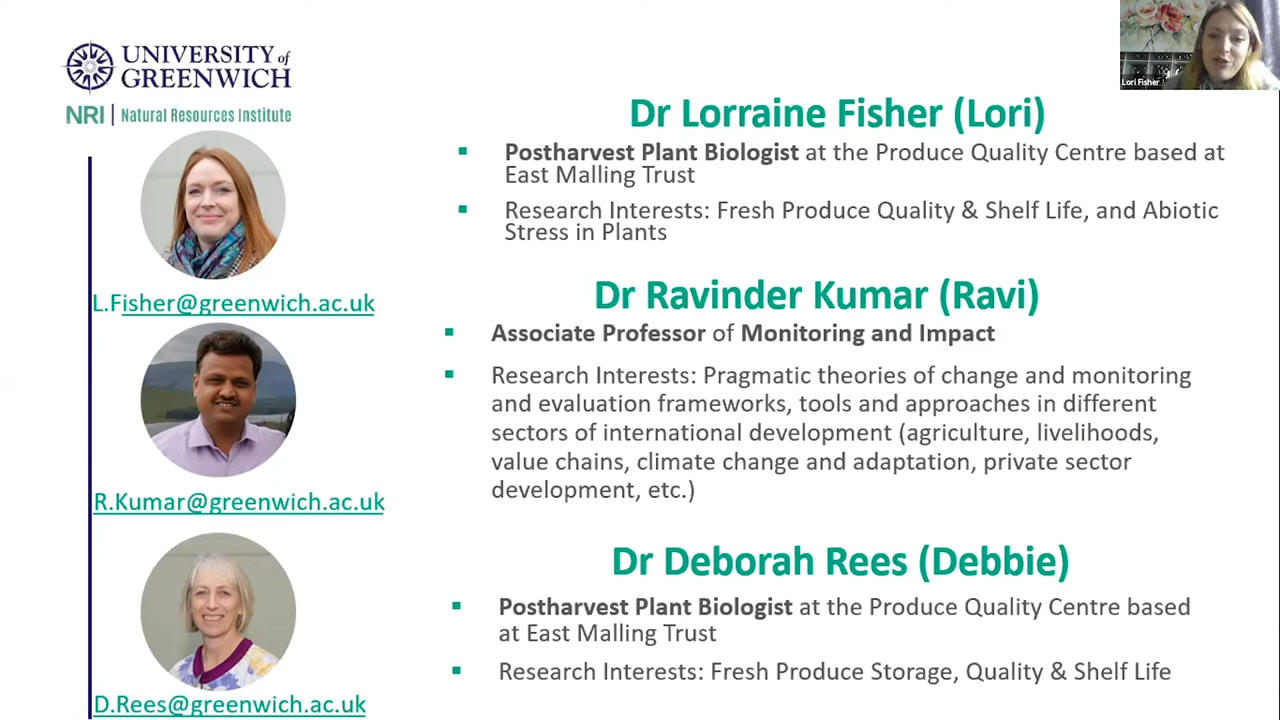 UNIVERSITY of
GREENWICH
NRI | Natural Resources Institute
Lori Fisher
Dr Lorraine Fisher (Lori)
▪ Postharvest Plant Biologist at the Produce Quality Centre based at
East Malling Trust
▪ Research Interests: Fresh Produce Quality & Shelf Life, and Abiotic
Stress in Plants
L.Fisher@greenwich.ac.uk
Dr Ravinder Kumar (Ravi)
▪ Associate Professor of Monitoring and Impact
▪ Research Interests: Pragmatic theories of change and monitoring
and evaluation frameworks, tools and approaches in different
sectors of international development (agriculture, livelihoods,
value chains, climate change and adaptation, private sector
development, etc.)
R.Kumar@greenwich.ac.uk
Dr Deborah Rees (Debbie)
▪ Postharvest Plant Biologist at the Produce Quality Centre based
at East Malling Trust
▪ Research Interests: Fresh Produce Storage, Quality & Shelf Life
D.Rees@greenwich.ac.uk